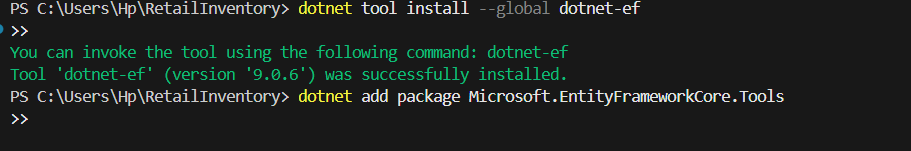 PS C:\Users\Hp\RetailInventory> dotnet tool install --global dotnet-ef
>>
You can invoke the tool using the following command: dotnet-ef
Tool 'dotnet-ef' (version '9.0.6') was successfully installed.
PS C:\Users\Hp\RetailInventory> dotnet add package Microsoft.EntityFrameworkCore.Tools
>>